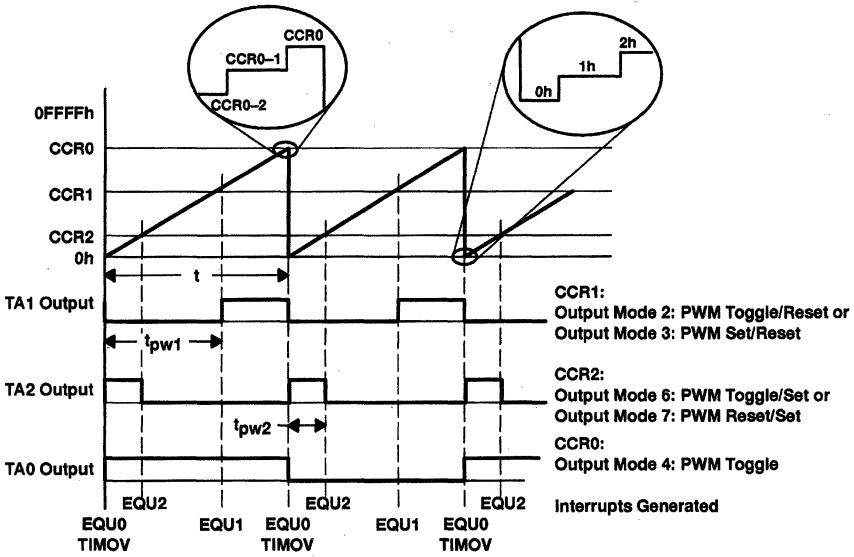 CCR0
CCR0–1
CCR0–2
2h
1h
0h
0FFFFh
CCR0
CCR1
CCR2
0h
t
TA1 Output
CCR1:
Output Mode 2: PWM Toggle/Reset or
Output Mode 3: PWM Set/Reset
tpw1
TA2 Output
CCR2:
Output Mode 6: PWM Toggle/Set or
Output Mode 7: PWM Reset/Set
tpw2
TA0 Output
CCR0:
Output Mode 4: PWM Toggle
EQU2 EQU2 EQU2
Interrupts Generated
EQU0 EQU1 EQU0 EQU1 EQU0
TIMOV TIMOV TIMOV